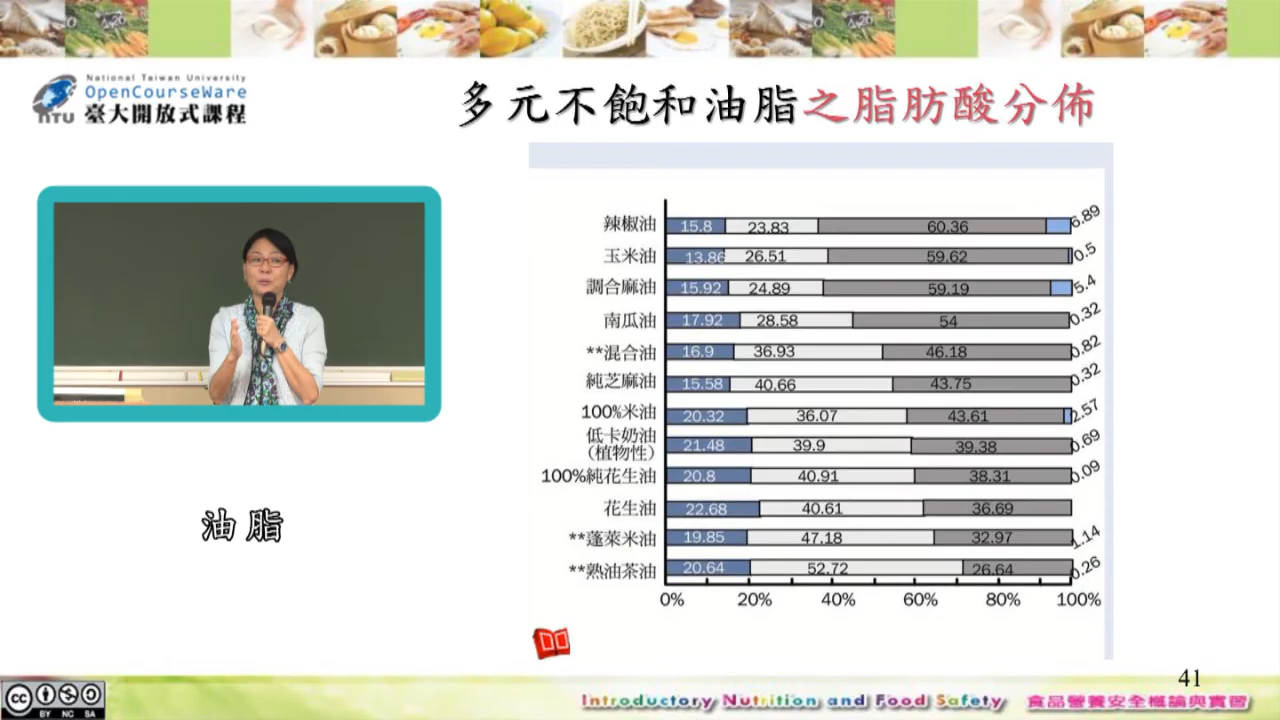 National Taiwan University
OpenCourseWare
臺大開放式課程
NTU
多元不飽和油脂之脂肪酸分佈
辣椒油 15.8 23.83 60.36 6.89
玉米油 13.86 26.51 59.62 0.5
調合麻油 15.92 24.89 59.19 5.4
南瓜油 17.92 28.58 54 0.32
**混合油 16.9 36.93 46.18 0.82
純芝麻油 15.58 40.66 43.75 0.32
100%米油 20.32 36.07 43.61 2.57
低卡奶油
(植物性) 21.48 39.9 39.38 0.69
100%純花生油 20.8 40.91 38.31 0.09
花生油 22.68 40.61 36.69
**蓬萊米油 19.85 47.18 32.97 1.14
**熟油茶油 20.64 52.72 26.64 0.26
0% 20% 40% 60% 80% 100%
油脂
41
cc BY NC SA
Introductory Nutrition and Food Safety 食品營養安全概論與實習